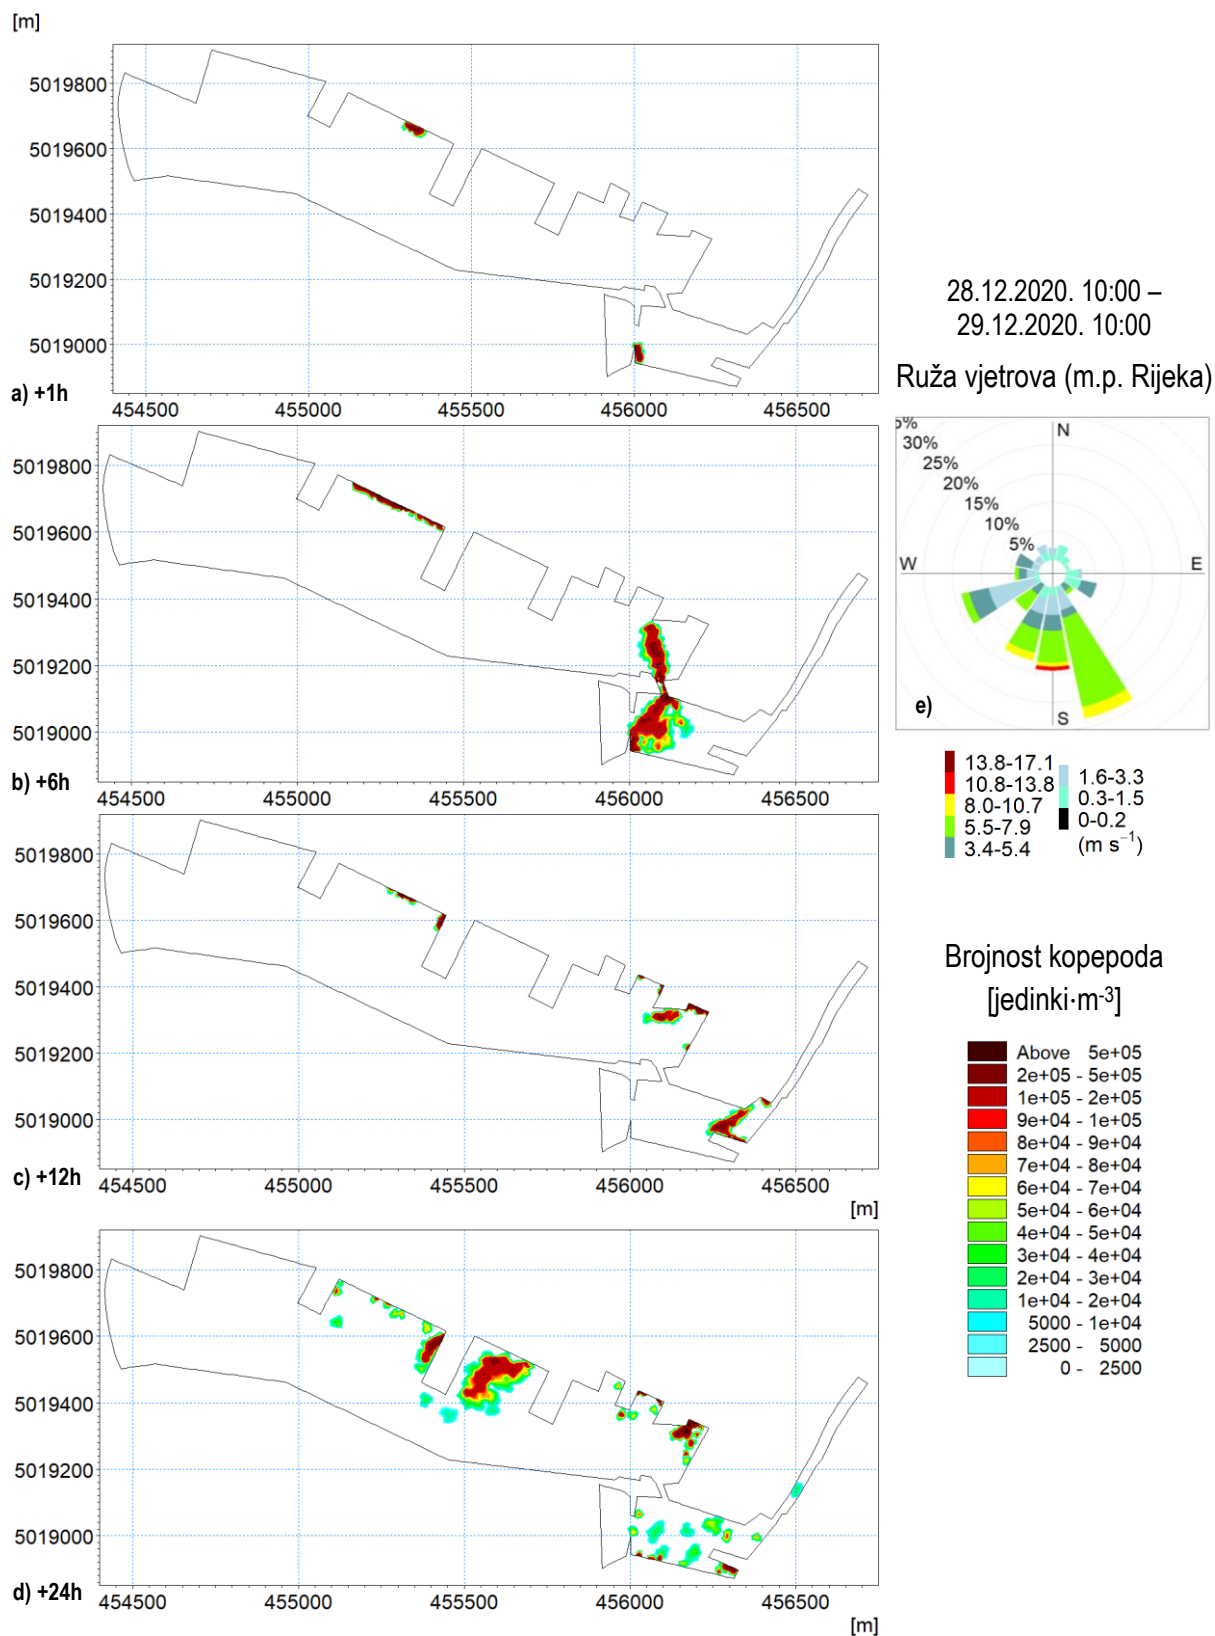 [m]
5019800
5019600
5019400
5019200
5019000
a) +1h
454500 455000 455500 456000 456500
5019800
5019600
5019400
5019200
5019000
b) +6h
454500 455000 455500 456000 456500
5019800
5019600
5019400
5019200
5019000
c) +12h
454500 455000 455500 456000 456500
[m]
5019800
5019600
5019400
5019200
5019000
d) +24h
454500 455000 455500 456000 456500
[m]
28.12.2020. 10:00 –
29.12.2020. 10:00
Ruža vjetrova (m.p. Rijeka)
N
30%
25%
20%
15%
10%
5%
W E
S
e)
13.8-17.1
10.8-13.8
8.0-10.7
5.5-7.9
3.4-5.4
1.6-3.3
0.3-1.5
0-0.2
(m s⁻¹)
Brojnost kopepoda
[jedinki·m⁻³]
Above 5e+05
2e+05 - 5e+05
1e+05 - 2e+05
9e+04 - 1e+05
8e+04 - 9e+04
7e+04 - 8e+04
6e+04 - 7e+04
5e+04 - 6e+04
4e+04 - 5e+04
3e+04 - 4e+04
2e+04 - 3e+04
1e+04 - 2e+04
5000 - 1e+04
2500 - 5000
0 - 2500